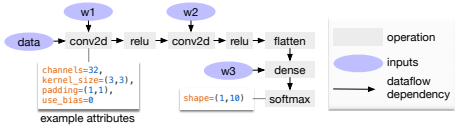 w1
w2
data
conv2d
relu
conv2d
relu
flatten
w3
dense
softmax
channels=32,
kernel_size=(3,3),
padding=(1,1),
use_bias=0
example attributes
shape=(1,10)
operation
inputs
dataflow
dependency